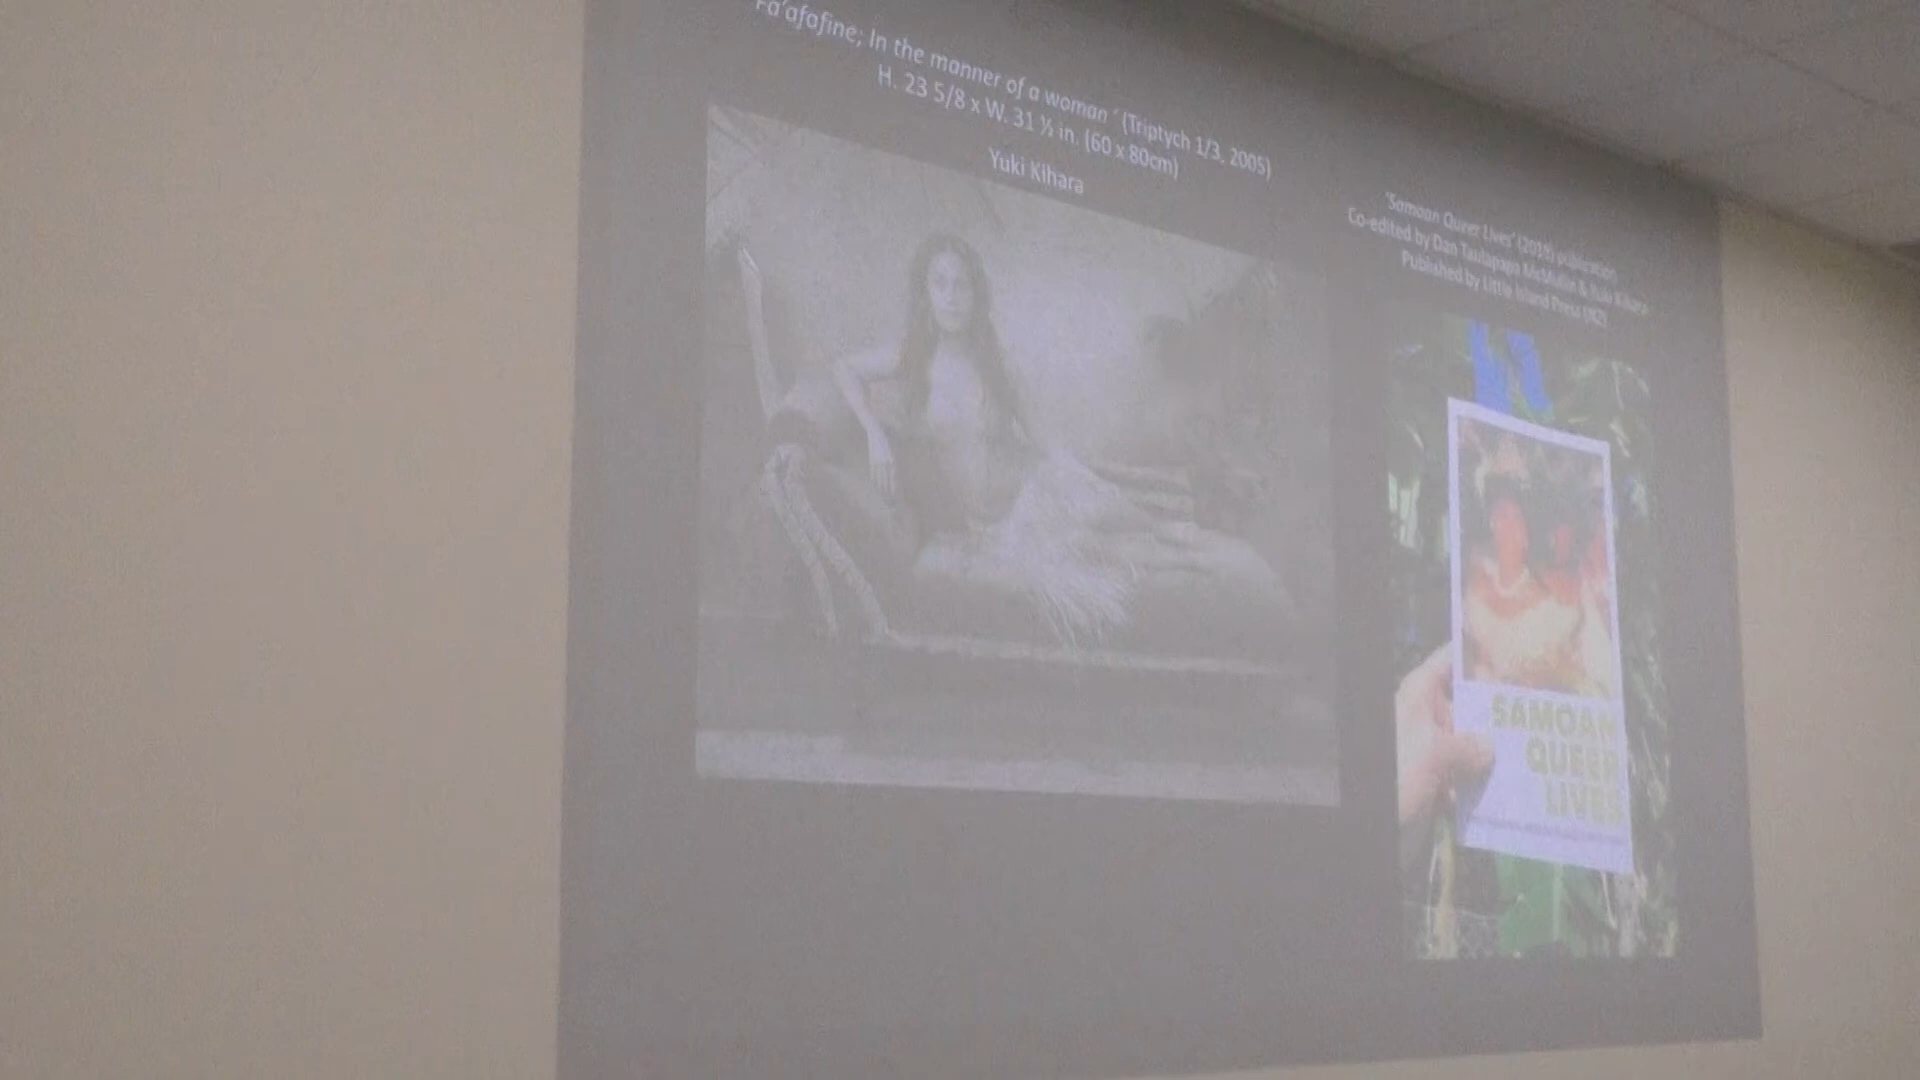 Fa'afafine; In the manner of a woman ' (Triptych 1/3, 2005)
H. 23 5/8 x W. 31 ½ in. (60 x 80cm)
Yuki Kihara
'Samoan Queer Lives' (2019) publication
Co-edited by Dan Taulapapa McMullin & Yuki Kihara
Published by Little Island Press (NZ)
SAMOAN
QUEER
LIVES